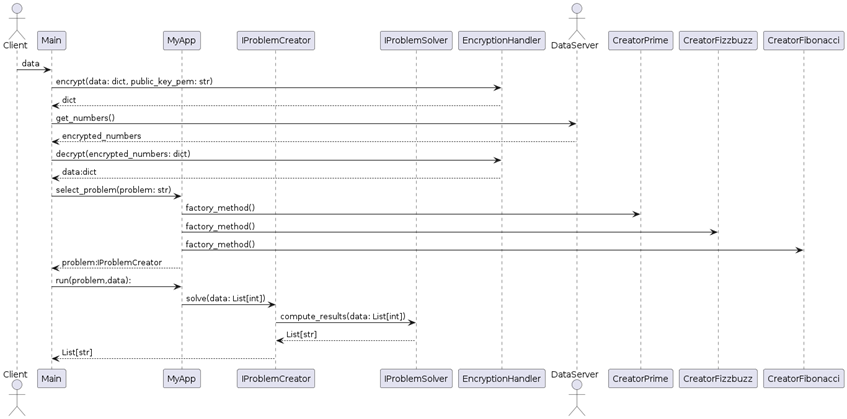 Client
Main
MyApp
IProblemCreator
IProblemSolver
EncryptionHandler
DataServer
CreatorPrime
CreatorFizzbuzz
CreatorFibonacci
data
encrypt(data: dict, public_key_pem: str)
dict
get_numbers()
encrypted_numbers
decrypt(encrypted_numbers: dict)
data:dict
select_problem(problem: str)
factory_method()
factory_method()
factory_method()
problem:IProblemCreator
run(problem,data):
solve(data: List[int])
compute_results(data: List[int])
List[str]
List[str]
Client
Main
MyApp
IProblemCreator
IProblemSolver
EncryptionHandler
DataServer
CreatorPrime
CreatorFizzbuzz
CreatorFibonacci